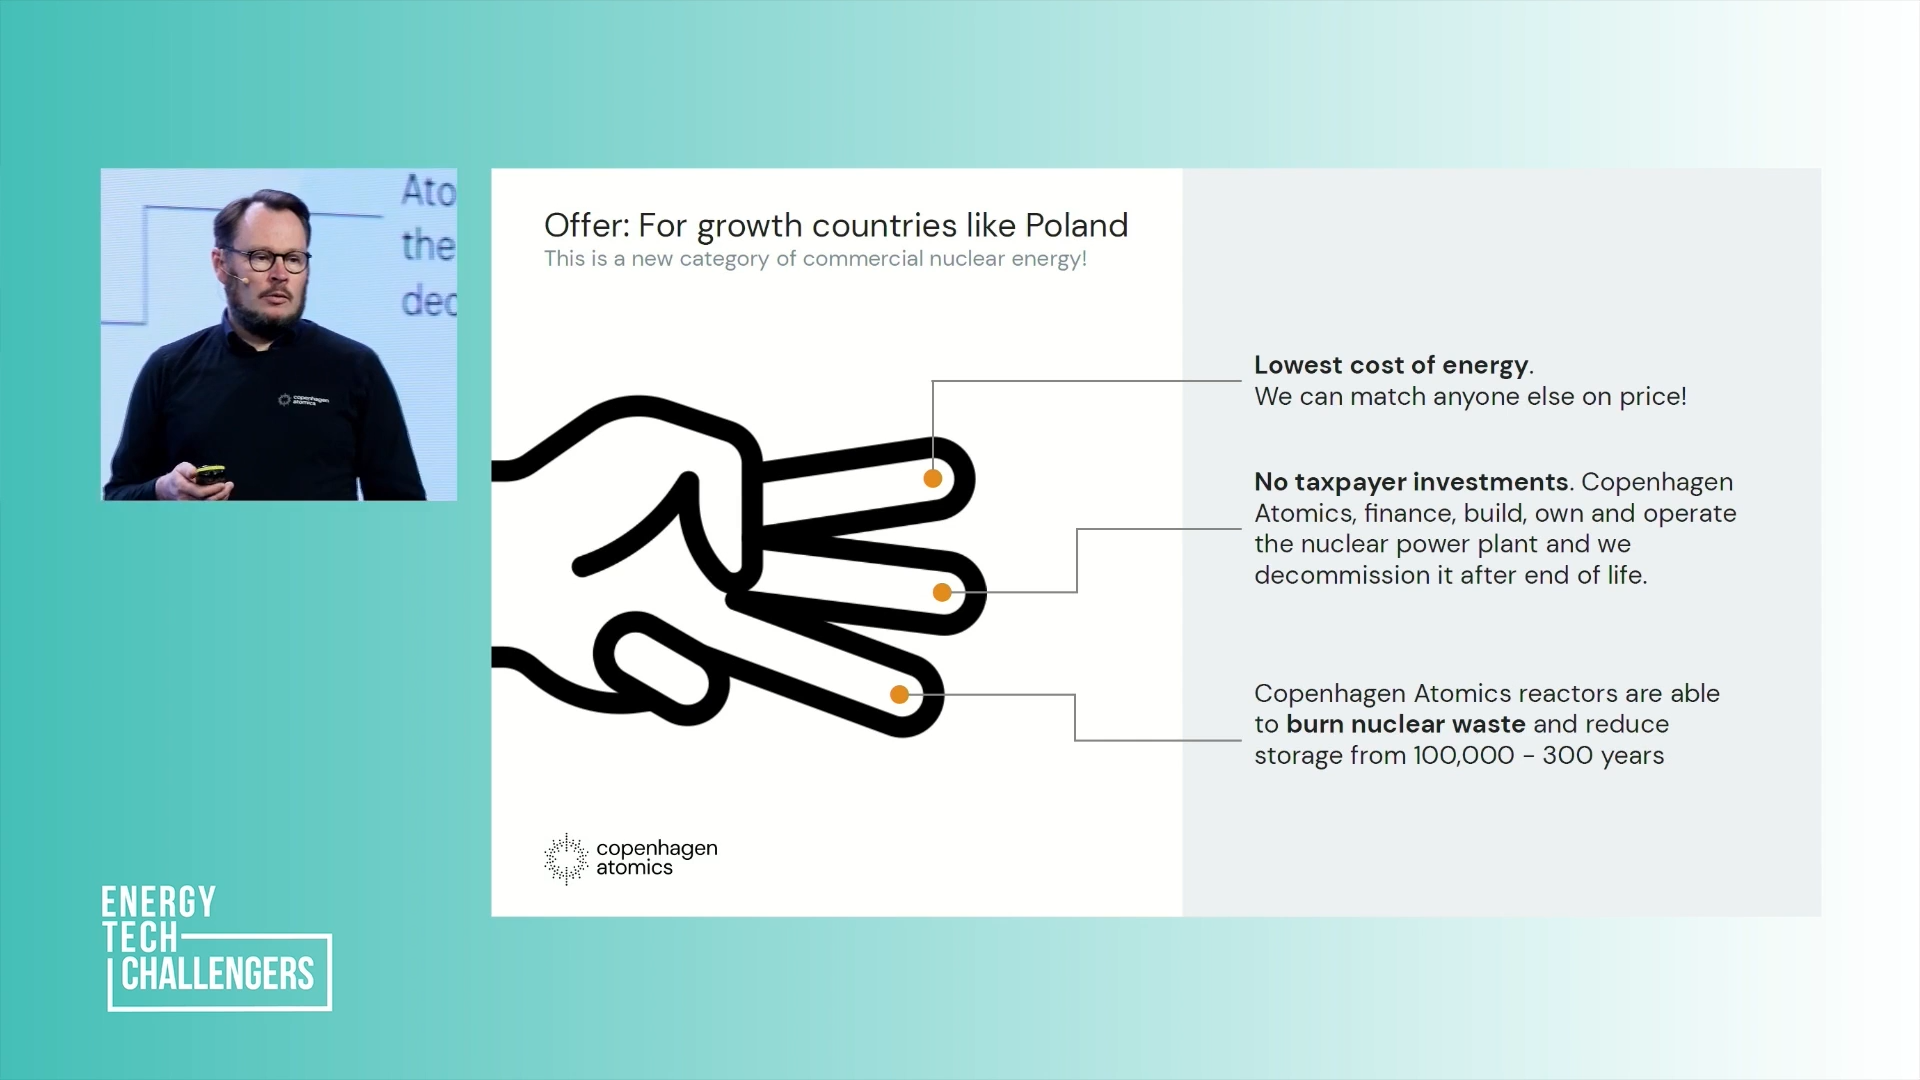 Ato
the
dec
copenhagen
atomics
Offer: For growth countries like Poland
This is a new category of commercial nuclear energy!
Lowest cost of energy.
We can match anyone else on price!
No taxpayer investments. Copenhagen
Atomics, finance, build, own and operate
the nuclear power plant and we
decommission it after end of life.
Copenhagen Atomics reactors are able
to burn nuclear waste and reduce
storage from 100,000 - 300 years
copenhagen
atomics
ENERGY
TECH
CHALLENGERS